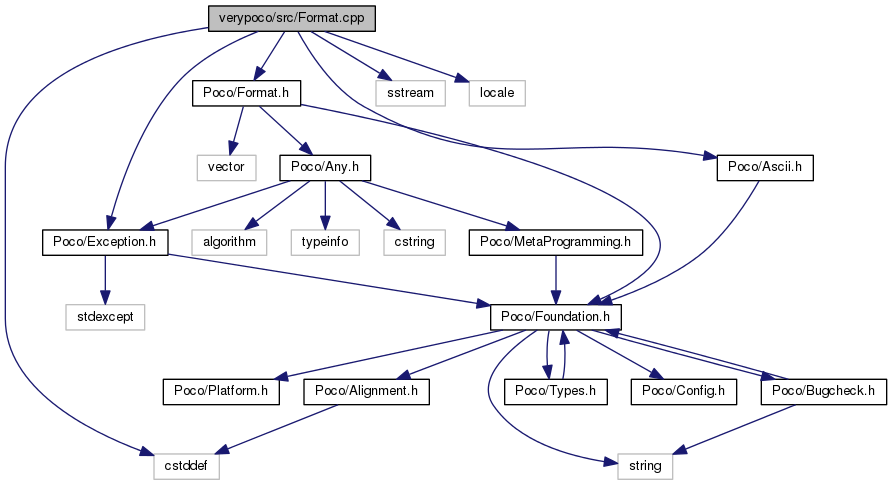 verypoco/src/Format.cpp
Poco/Format.h
sstream
locale
vector
Poco/Any.h
Poco/Ascii.h
Poco/Exception.h
algorithm
typeinfo
cstring
Poco/MetaProgramming.h
stdexcept
Poco/Foundation.h
Poco/Platform.h
Poco/Alignment.h
Poco/Types.h
Poco/Config.h
Poco/Bugcheck.h
cstddef
string